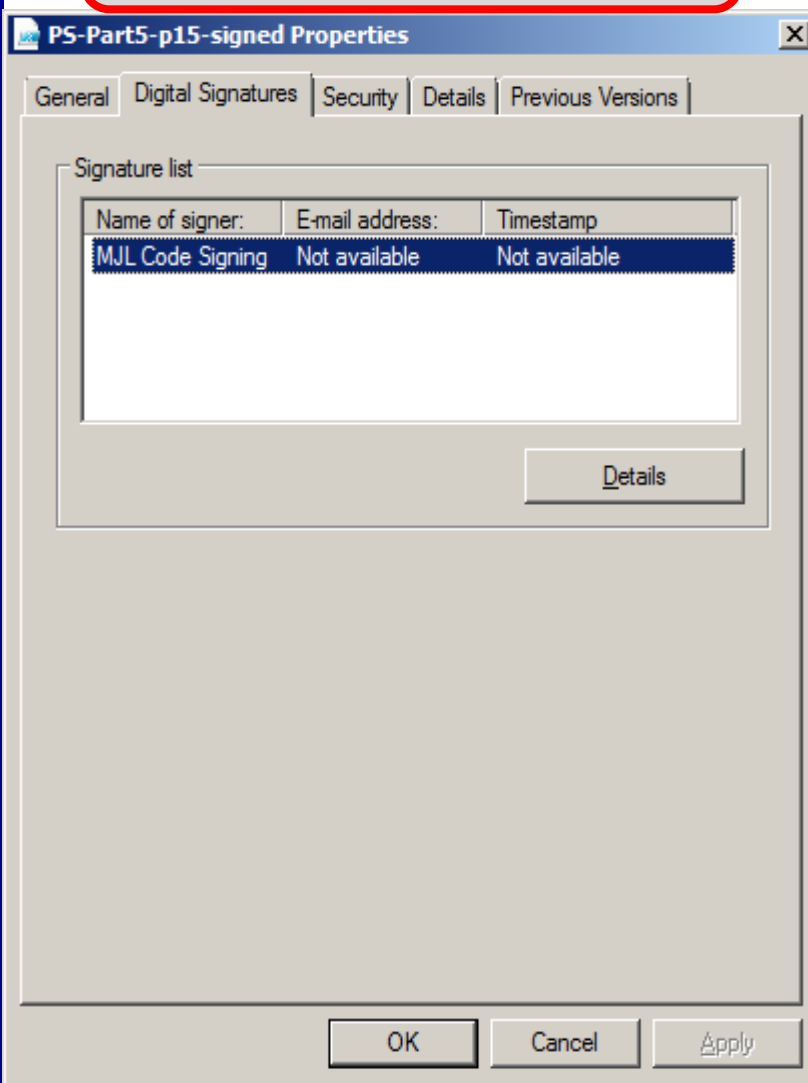 PS-Part5-p15-signed Properties
General Digital Signatures Security Details Previous Versions
Signature list
Name of signer: E-mail address: Timestamp
MJL Code Signing Not available Not available
Details
OK Cancel Apply